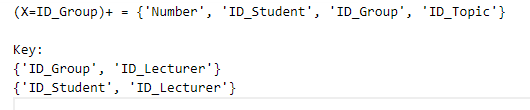 (X=ID_Group)+ = {'Number', 'ID_Student', 'ID_Group', 'ID_Topic'}
Key:
{'ID_Group', 'ID_Lecturer'}
{'ID_Student', 'ID_Lecturer'}